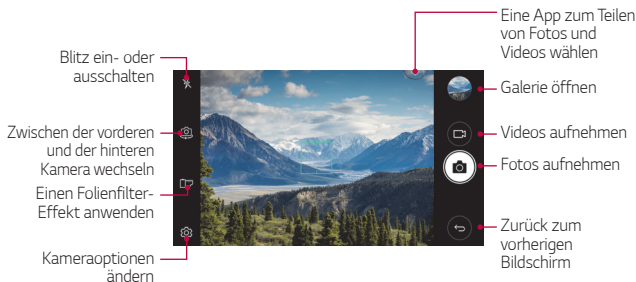 Blitz ein- oder
ausschalten
Zwischen der vorderen
und der hinteren
Kamera wechseln
Einen Folienfilter-
Effekt anwenden
Kameraoptionen
ändern
Eine App zum Teilen
von Fotos und
Videos wählen
Galerie öffnen
Videos aufnehmen
Fotos aufnehmen
Zurück zum
vorherigen
Bildschirm